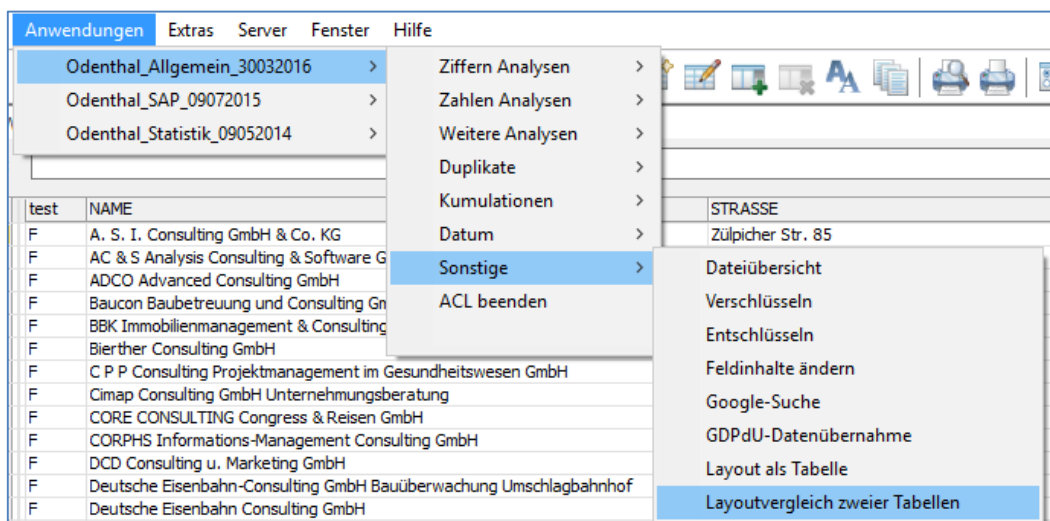 Anwendungen Extras Server Fenster Hilfe
Odenthal_Allgemein_30032016
Odenthal_SAP_09072015
Odenthal_Statistik_09052014
Ziffern Analysen
Zahlen Analysen
Weitere Analysen
Duplikate
Kumulationen
Datum
Sonstige
ACL beenden
Dateiübersicht
Verschlüsseln
Entschlüsseln
Feldinhalte ändern
Google-Suche
GDPdU-Datenübernahme
Layout als Tabelle
Layoutvergleich zweier Tabellen
test NAME STRASSE
F A. S. I. Consulting GmbH & Co. KG Zülpicher Str. 85
F AC & S Analysis Consulting & Software G
F ADCO Advanced Consulting GmbH
F Baucon Baubetreuung und Consulting Gm
F BBK Immobilienmanagement & Consulting
F Bierther Consulting GmbH
F C P P Consulting Projektmanagement im Gesundheitswesen GmbH
F Cimap Consulting GmbH Unternehmungsberatung
F CORE CONSULTING Congress & Reisen GmbH
F CORPHS Informations-Management Consulting GmbH
F DCD Consulting u. Marketing GmbH
F Deutsche Eisenbahn-Consulting GmbH Bauüberwachung Umschlagbahnhof
F Deutsche Eisenbahn Consulting GmbH